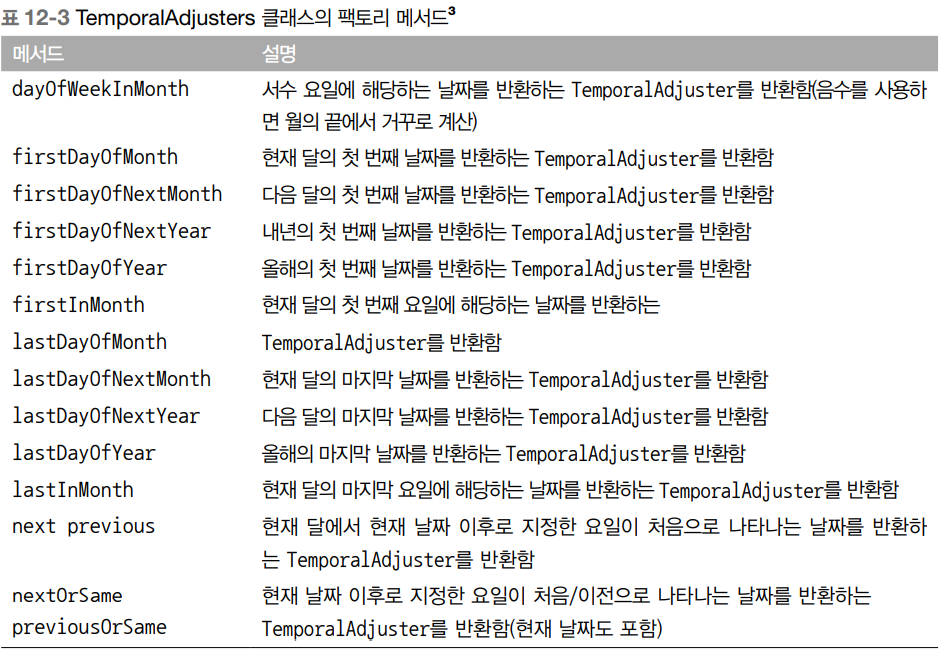 표 12-3 TemporalAdjusters 클래스의 팩토리 메서드³
메서드 설명
dayOfWeekInMonth 서수 요일에 해당하는 날짜를 반환하는 TemporalAdjuster를 반환함(음수를 사용하
면 월의 끝에서 거꾸로 계산)
firstDayOfMonth 현재 달의 첫 번째 날짜를 반환하는 TemporalAdjuster를 반환함
firstDayOfNextMonth 다음 달의 첫 번째 날짜를 반환하는 TemporalAdjuster를 반환함
firstDayOfNextYear 내년의 첫 번째 날짜를 반환하는 TemporalAdjuster를 반환함
firstDayOfYear 올해의 첫 번째 날짜를 반환하는 TemporalAdjuster를 반환함
firstInMonth 현재 달의 첫 번째 요일에 해당하는 날짜를 반환하는
lastDayOfMonth TemporalAdjuster를 반환함
lastDayOfNextMonth 현재 달의 마지막 날짜를 반환하는 TemporalAdjuster를 반환함
lastDayOfNextYear 다음 달의 마지막 날짜를 반환하는 TemporalAdjuster를 반환함
lastDayOfYear 올해의 마지막 날짜를 반환하는 TemporalAdjuster를 반환함
lastInMonth 현재 달의 마지막 요일에 해당하는 날짜를 반환하는 TemporalAdjuster를 반환함
next previous 현재 달에서 현재 날짜 이후로 지정한 요일이 처음으로 나타나는 날짜를 반환하
는 TemporalAdjuster를 반환함
nextOrSame 현재 날짜 이후로 지정한 요일이 처음/이전으로 나타나는 날짜를 반환하는
previousOrSame TemporalAdjuster를 반환함(현재 날짜도 포함)